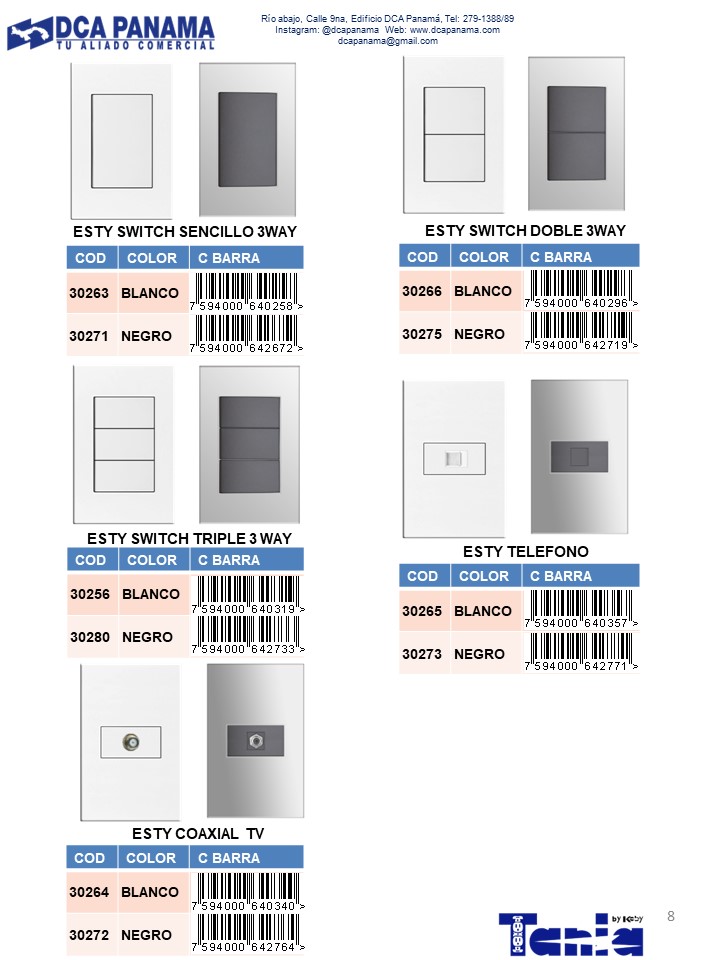 DCA PANAMA
TU ALIADO COMERCIAL
Río abajo, Calle 9na, Edificio DCA Panamá, Tel: 279-1388/89
Instagram: @dcapanama Web: www.dcapanama.com
dcapanama@gmail.com
ESTY SWITCH SENCILLO 3WAY
COD COLOR C BARRA
30263 BLANCO 7 594000 640258 >
30271 NEGRO 7 594000 642672 >
ESTY SWITCH DOBLE 3WAY
COD COLOR C BARRA
30266 BLANCO 7 594000 640296 >
30275 NEGRO 7 594000 642719 >
ESTY SWITCH TRIPLE 3 WAY
COD COLOR C BARRA
30256 BLANCO 7 594000 640319 >
30280 NEGRO 7 594000 642733 >
ESTY TELEFONO
COD COLOR C BARRA
30265 BLANCO 7 594000 640357 >
30273 NEGRO 7 594000 642771 >
ESTY COAXIAL TV
COD COLOR C BARRA
30264 BLANCO 7 594000 640340 >
30272 NEGRO 7 594000 642764 >
Tania by Keby
8